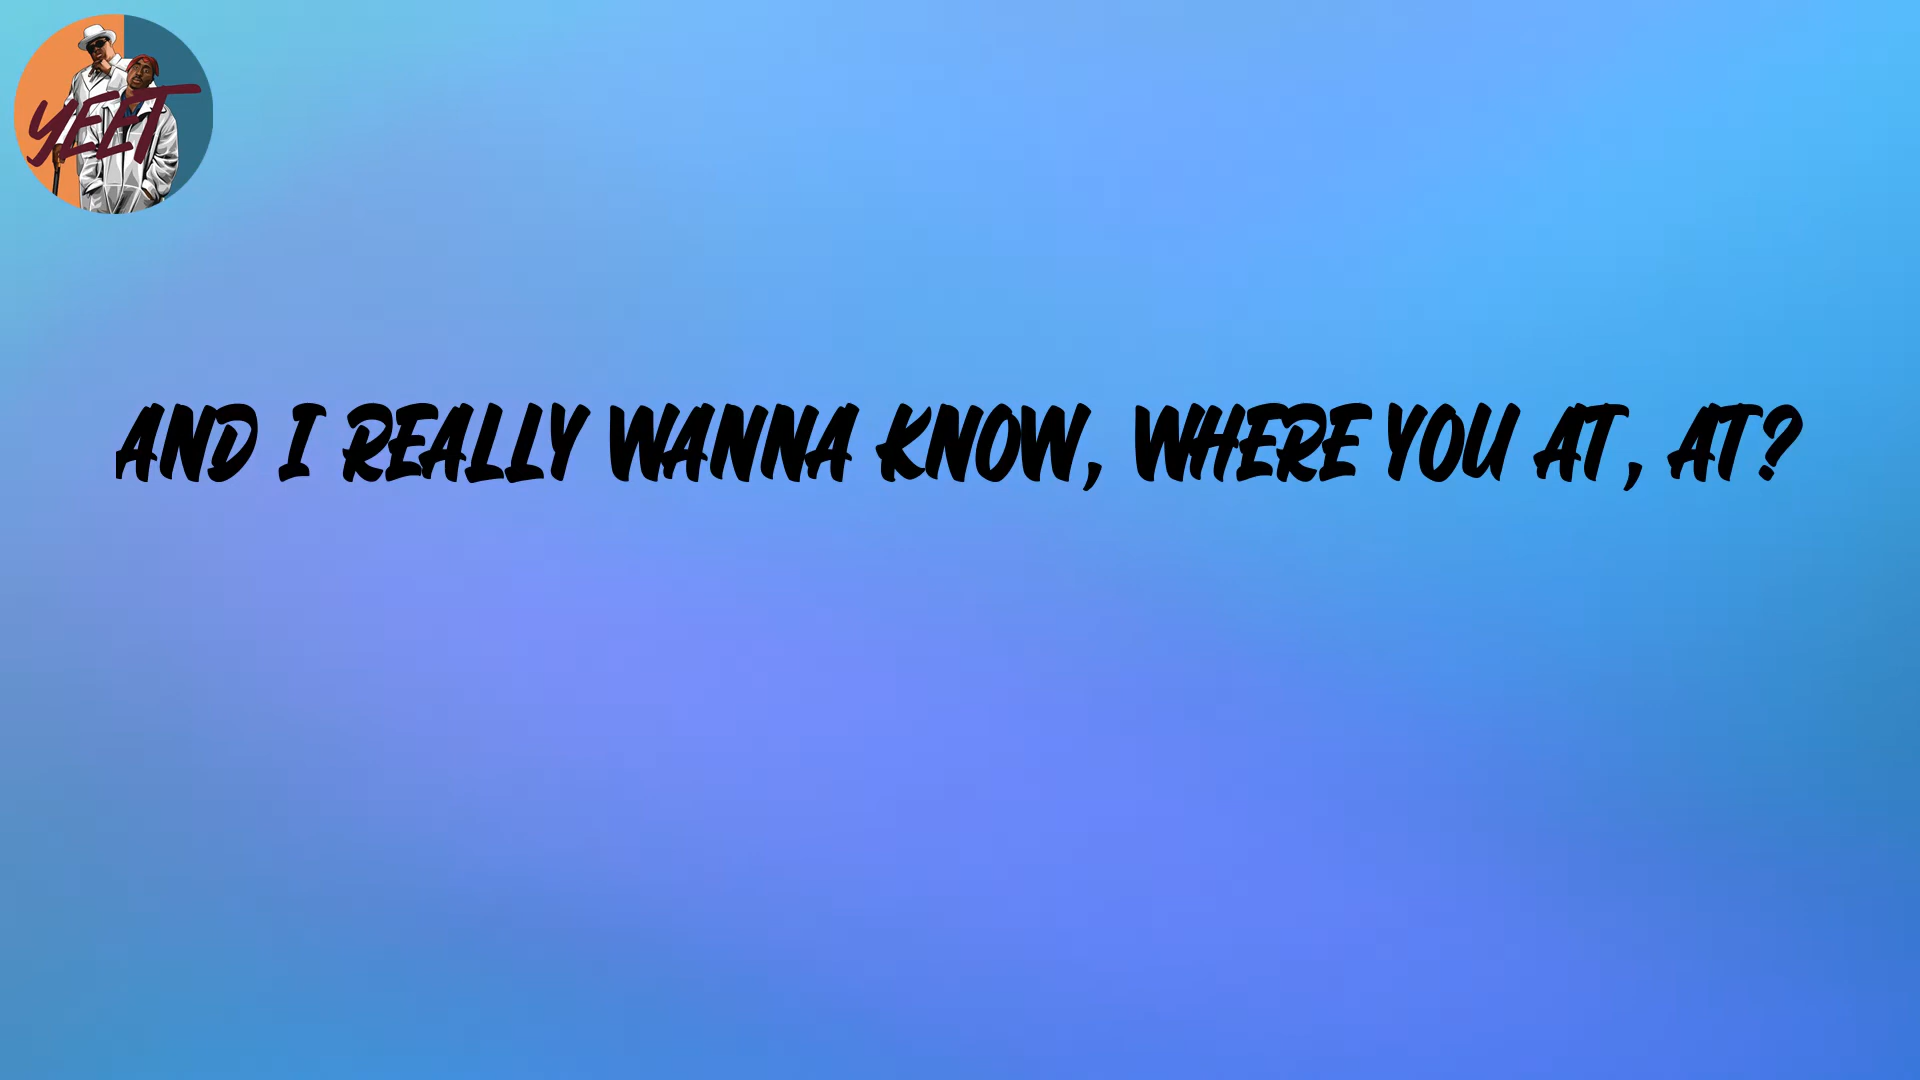 YEET
AND I REALLY WANNA KNOW, WHERE YOU AT, AT?